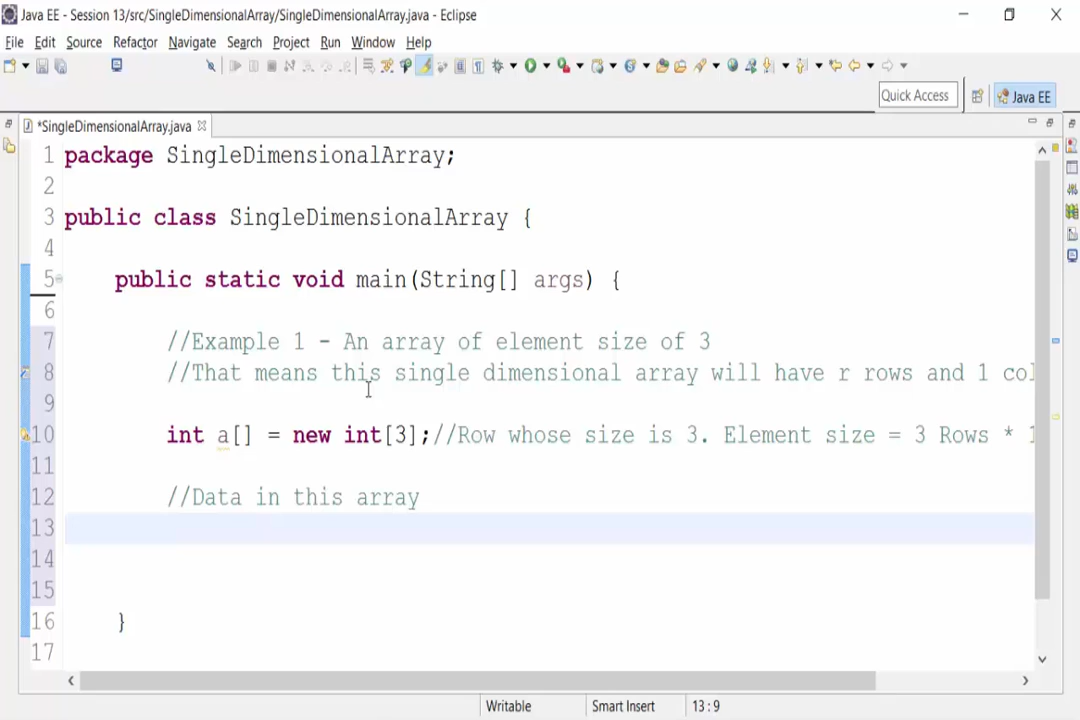 Java EE - Session 13/src/SingleDimensionalArray/SingleDimensionalArray.java - Eclipse
File Edit Source Refactor Navigate Search Project Run Window Help
Quick Access
Java EE
*SingleDimensionalArray.java
1 package SingleDimensionalArray;
2
3 public class SingleDimensionalArray {
4
5 public static void main(String[] args) {
6
7 //Example 1 - An array of element size of 3
8 //That means this single dimensional array will have r rows and 1 col
9
10 int a[] = new int[3];//Row whose size is 3. Element size = 3 Rows * 1
11
12 //Data in this array
13
14
15
16 }
17
Writable Smart Insert 13 : 9